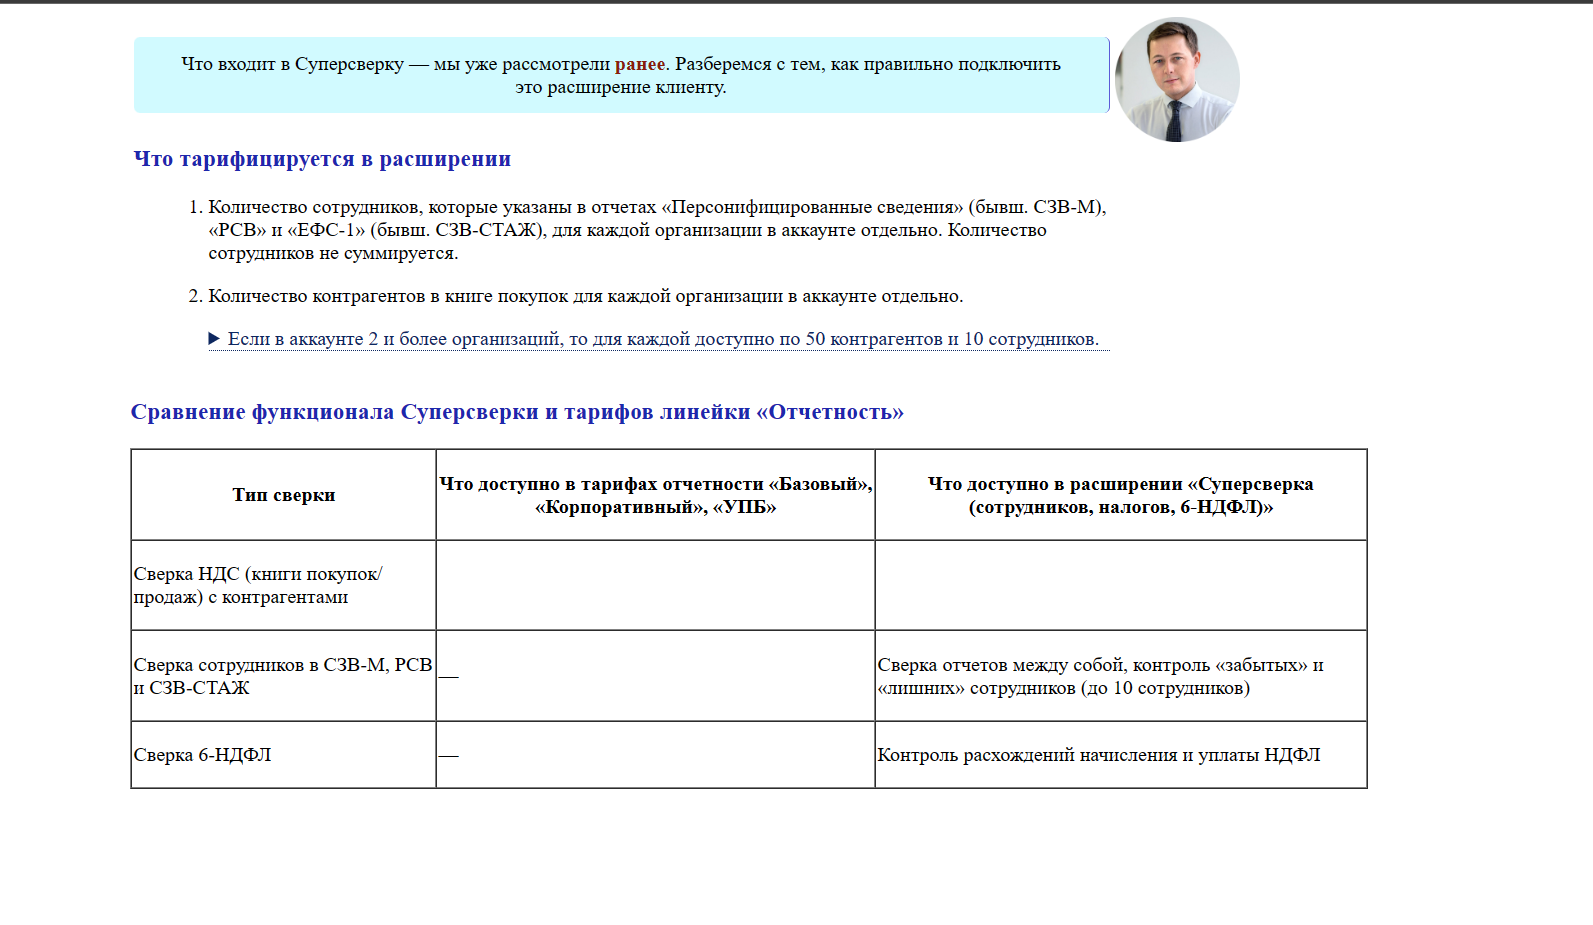 Что входит в Суперсверку — мы уже рассмотрели ранее. Разберемся с тем, как правильно подключить
это расширение клиенту.
Что тарифицируется в расширении
1. Количество сотрудников, которые указаны в отчетах «Персонифицированные сведения» (бывш. СЗВ-М),
«РСВ» и «ЕФС-1» (бывш. СЗВ-СТАЖ), для каждой организации в аккаунте отдельно. Количество
сотрудников не суммируется.
2. Количество контрагентов в книге покупок для каждой организации в аккаунте отдельно.
▶ Если в аккаунте 2 и более организаций, то для каждой доступно по 50 контрагентов и 10 сотрудников.
Сравнение функционала Суперсверки и тарифов линейки «Отчетность»
Тип сверки
Что доступно в тарифах отчетности «Базовый»,
«Корпоративный», «УПБ»
Что доступно в расширении «Суперсверка
(сотрудников, налогов, 6-НДФЛ)»
Сверка НДС (книги покупок/
продаж) с контрагентами
Сверка сотрудников в СЗВ-М, РСВ
и СЗВ-СТАЖ
—
Сверка отчетов между собой, контроль «забытых» и
«лишних» сотрудников (до 10 сотрудников)
Сверка 6-НДФЛ
—
Контроль расхождений начисления и уплаты НДФЛ